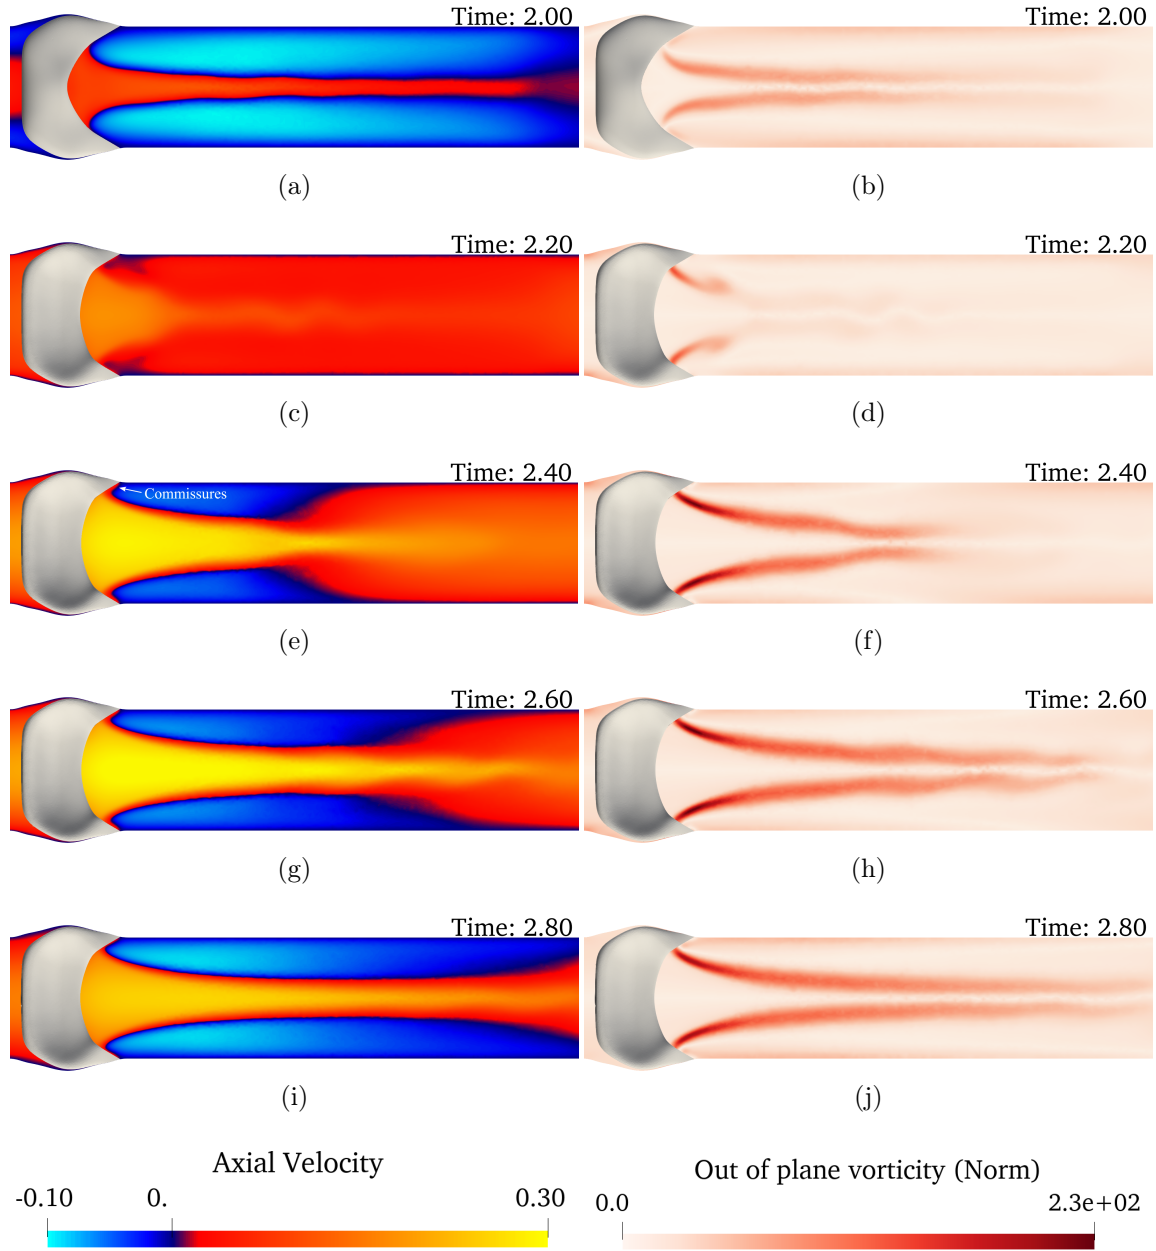 Time: 2.00
Time: 2.00
(a)
(b)
Time: 2.20
Time: 2.20
(c)
(d)
Time: 2.40
Time: 2.40
Commissures
(e)
(f)
Time: 2.60
Time: 2.60
(g)
(h)
Time: 2.80
Time: 2.80
(i)
(j)
Axial Velocity
-0.10 0. 0.30
Out of plane vorticity (Norm)
0.0 2.3e+02